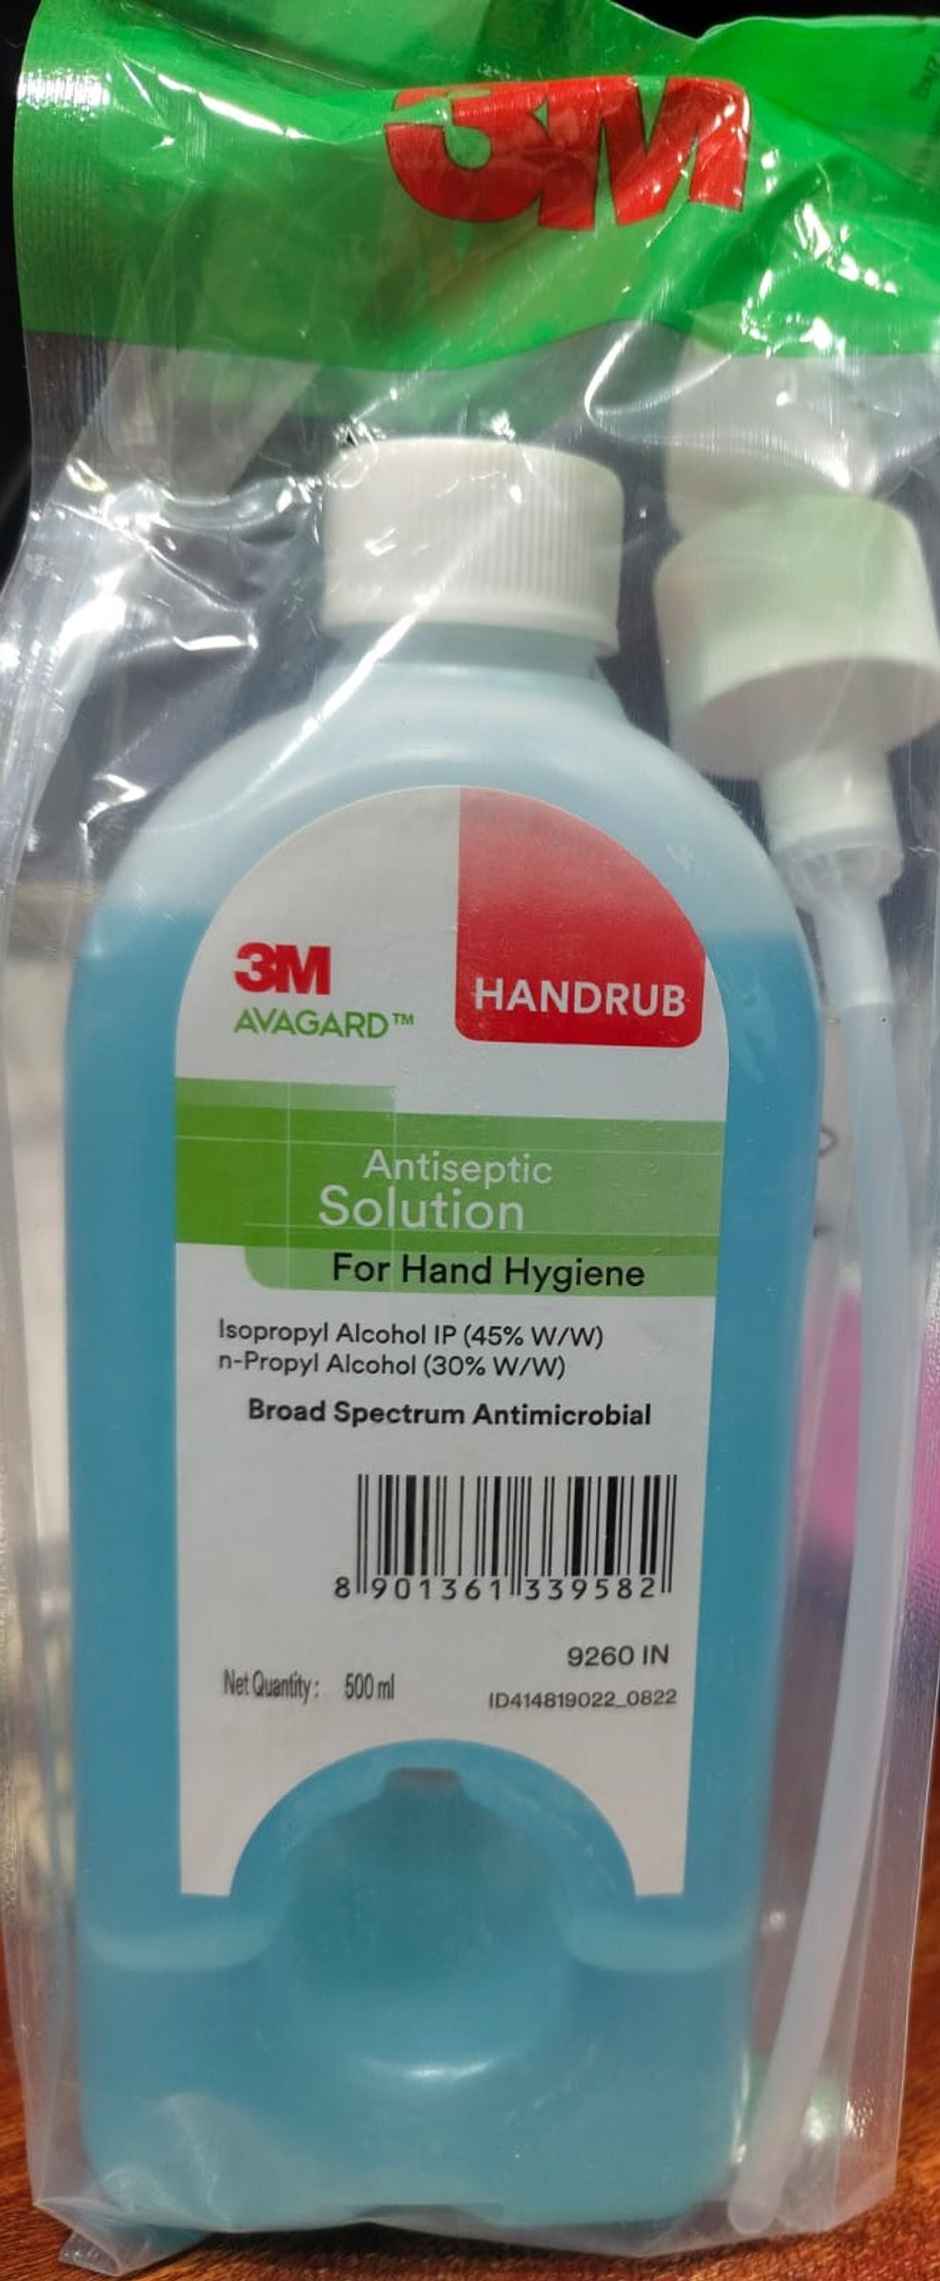 3M
3M
AVAGARD™
HANDRUB
Antiseptic
Solution
For Hand Hygiene
Isopropyl Alcohol IP (45% W/W)
n-Propyl Alcohol (30% W/W)
Broad Spectrum Antimicrobial
8 901361 339582
9260 IN
Net Quantity : 500 ml
ID414819022_0822